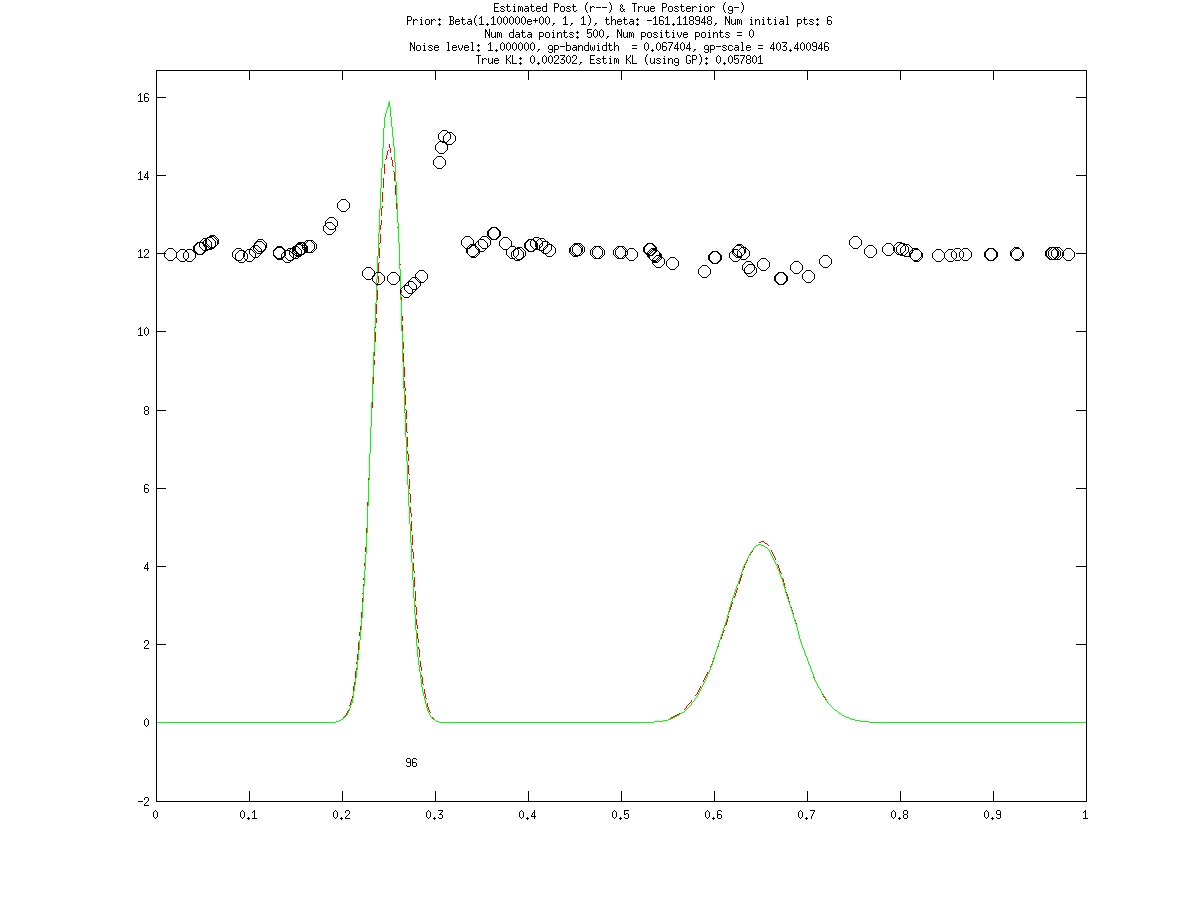 Estimated Post (r--) & True Posterior (g-)
Prior: Beta(1.100000e+00, 1, 1), theta: -161.118948, Num initial pts: 6
Num data points: 500, Num positive points = 0
Noise level: 1.000000, gp-bandwidth  = 0.067404, gp-scale = 403.400946
True KL: 0.002302, Estim KL (using GP): 0.057801
16
14
12
10
8
6
4
2
0
96
-2
0 0.1 0.2 0.3 0.4 0.5 0.6 0.7 0.8 0.9 1